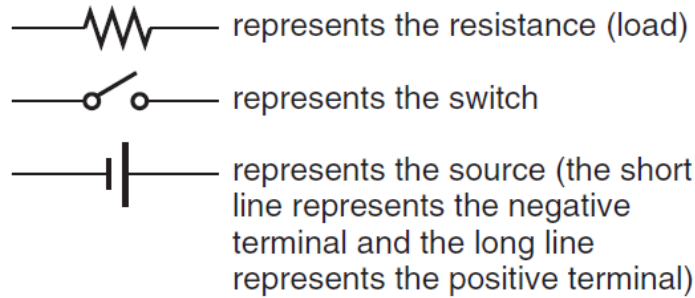 represents the resistance (load)
represents the switch
represents the source (the short
line represents the negative
terminal and the long line
represents the positive terminal)